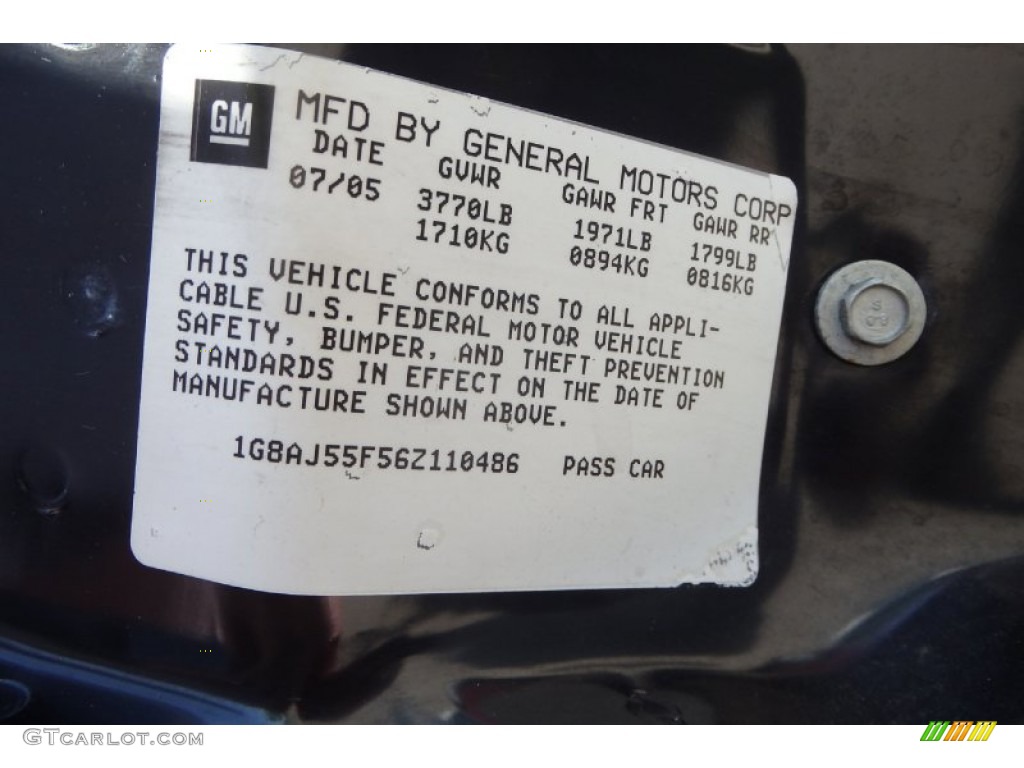 GM
MFD BY GENERAL MOTORS CORP
DATE GVWR GAWR FRT GAWR RR
07/05 3770LB 1971LB 1799LB
1710KG 0894KG 0816KG
THIS VEHICLE CONFORMS TO ALL APPLI-
CABLE U.S. FEDERAL MOTOR VEHICLE
SAFETY, BUMPER, AND THEFT PREVENTION
STANDARDS IN EFFECT ON THE DATE OF
MANUFACTURE SHOWN ABOVE.
1G8AJ55F56Z110486 PASS CAR
GTCARLOT.COM